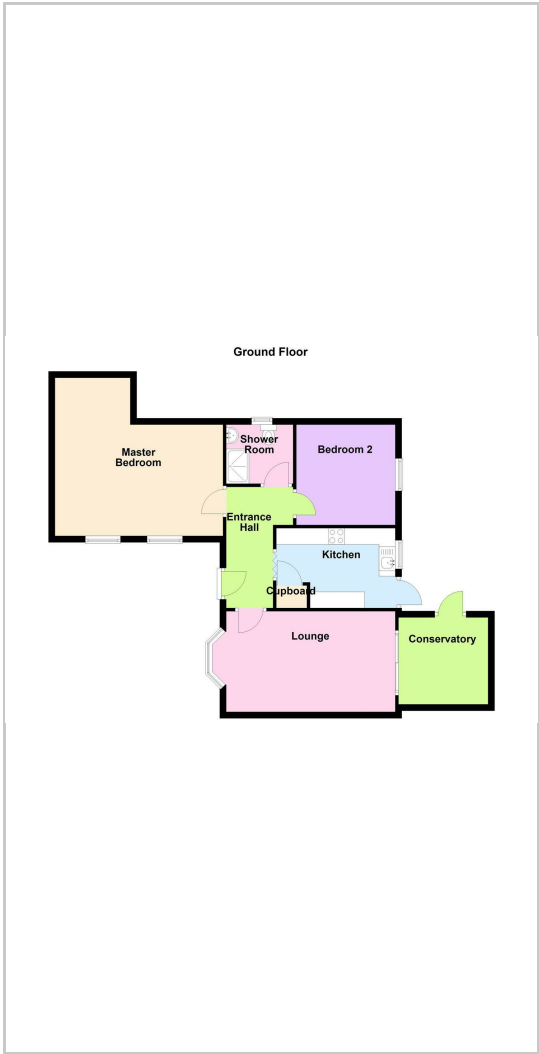 Ground Floor
Master
Bedroom
Shower
Room
Bedroom 2
Entrance
Hall
Kitchen
Cupboard
Lounge
Conservatory